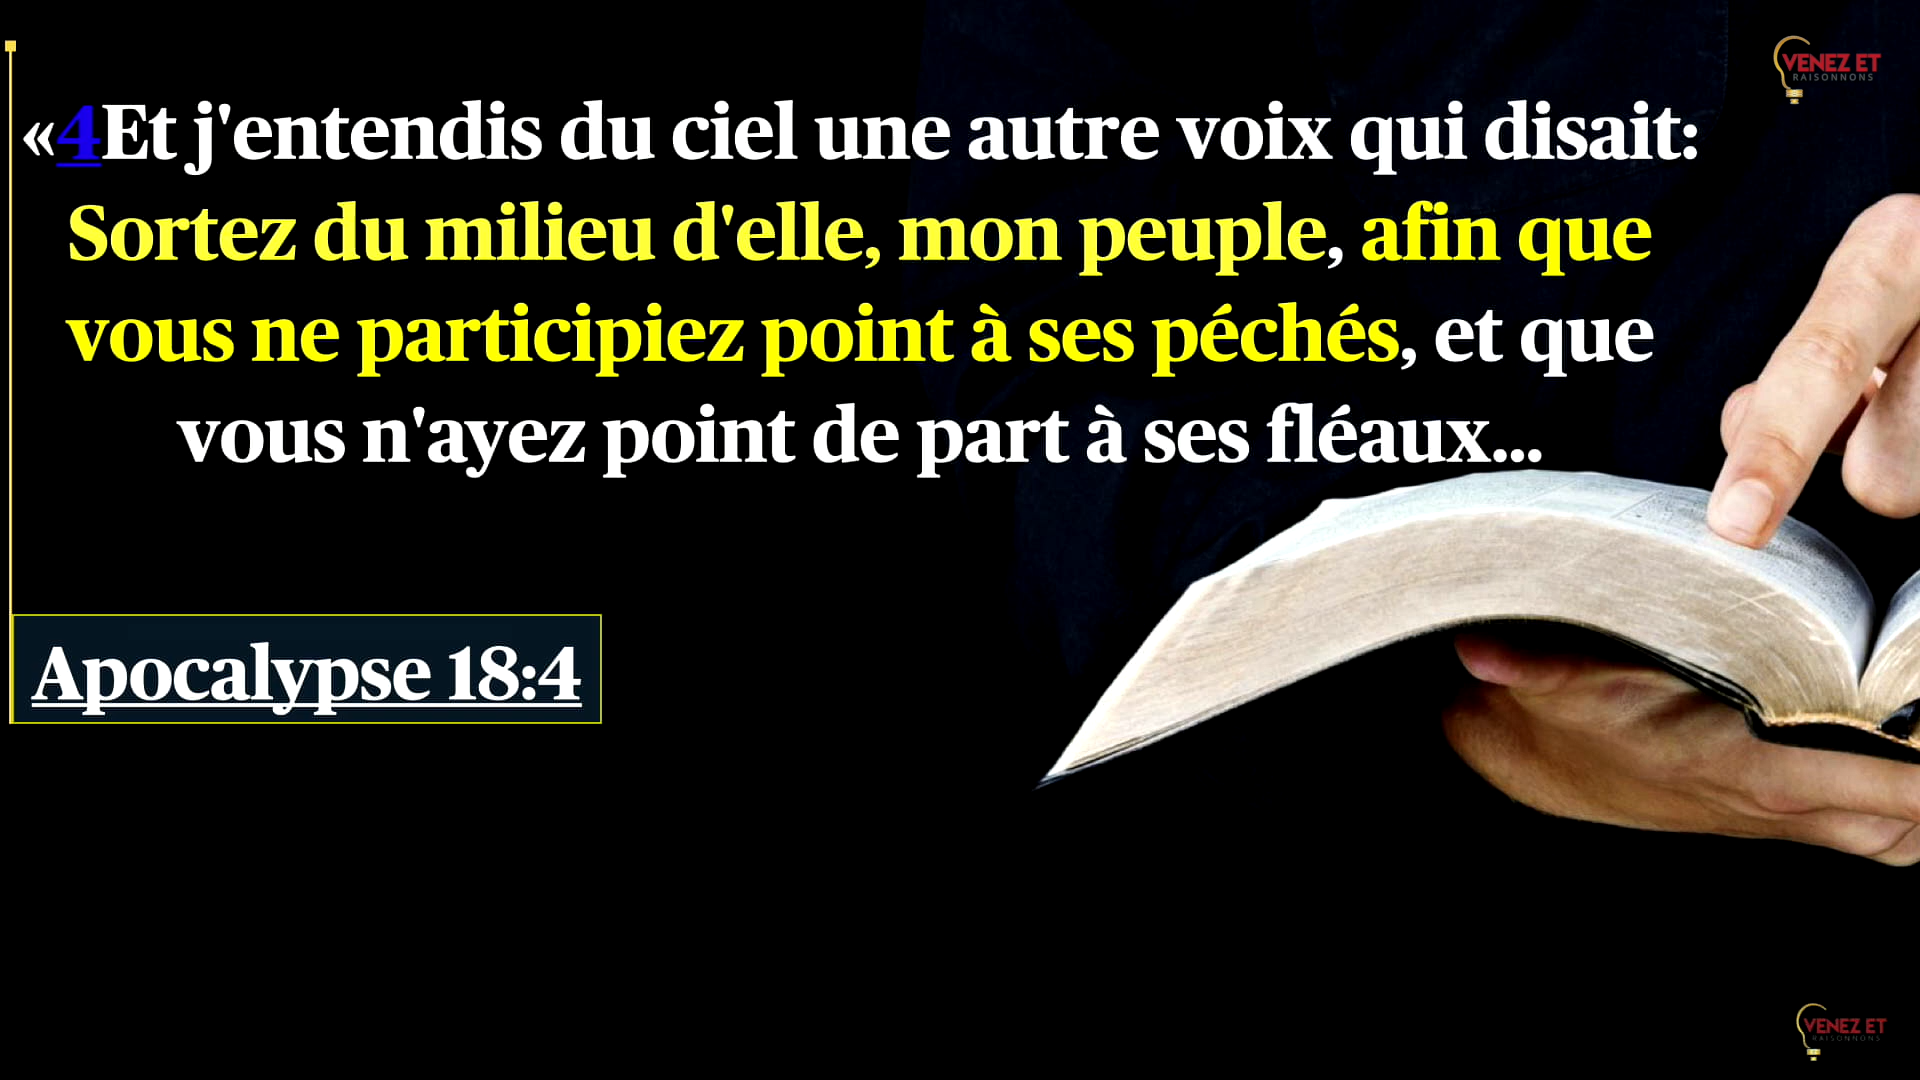 VENEZ ET
RAISONNONS
«4Et j'entendis du ciel une autre voix qui disait:
Sortez du milieu d'elle, mon peuple, afin que
vous ne participiez point à ses péchés, et que
vous n'ayez point de part à ses fléaux...
Apocalypse 18:4
VENEZ ET
RAISONNONS